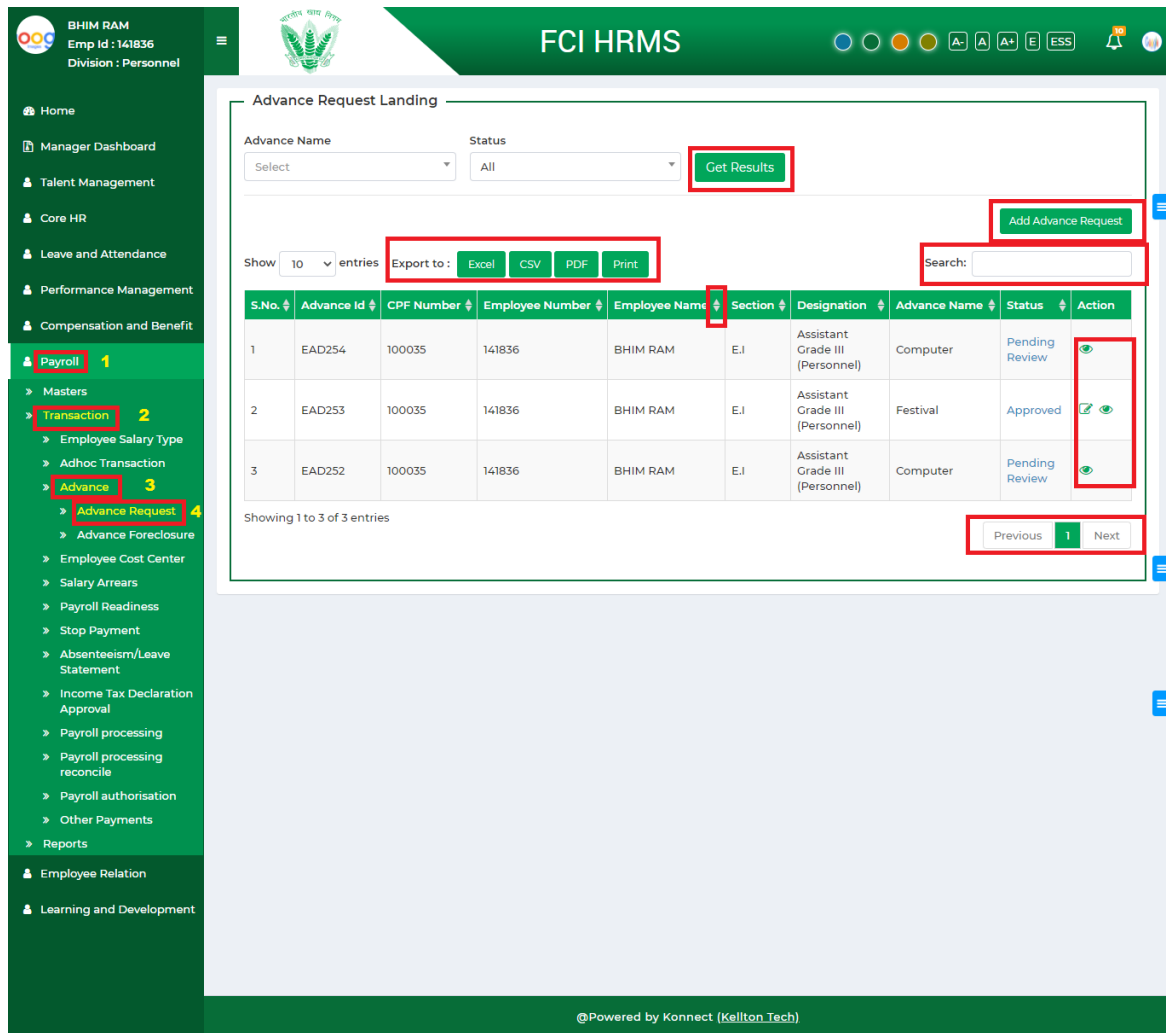 oog
BHIM RAM
Emp Id : 141836
Division : Personnel
भारतीय खाद्य निगम
FCI HRMS
A- A A+ E ESS
10
Home
Manager Dashboard
Talent Management
Core HR
Leave and Attendance
Performance Management
Compensation and Benefit
Payroll 1
Masters
Transaction 2
Employee Salary Type
Adhoc Transaction
Advance 3
Advance Request 4
Advance Foreclosure
Employee Cost Center
Salary Arrears
Payroll Readiness
Stop Payment
Absenteeism/Leave
Statement
Income Tax Declaration
Approval
Payroll processing
Payroll processing
reconcile
Payroll authorisation
Other Payments
Reports
Employee Relation
Learning and Development
Advance Request Landing
Advance Name Status
Select All Get Results
Add Advance Request
Show 10 entries Export to : Excel CSV PDF Print Search:
S.No. Advance Id CPF Number Employee Number Employee Name Section Designation Advance Name Status Action
1 EAD254 100035 141836 BHIM RAM E.I Assistant Grade III (Personnel) Computer Pending Review
2 EAD253 100035 141836 BHIM RAM E.I Assistant Grade III (Personnel) Festival Approved
3 EAD252 100035 141836 BHIM RAM E.I Assistant Grade III (Personnel) Computer Pending Review
Showing 1 to 3 of 3 entries
Previous 1 Next
@Powered by Konnect (Kellton Tech)